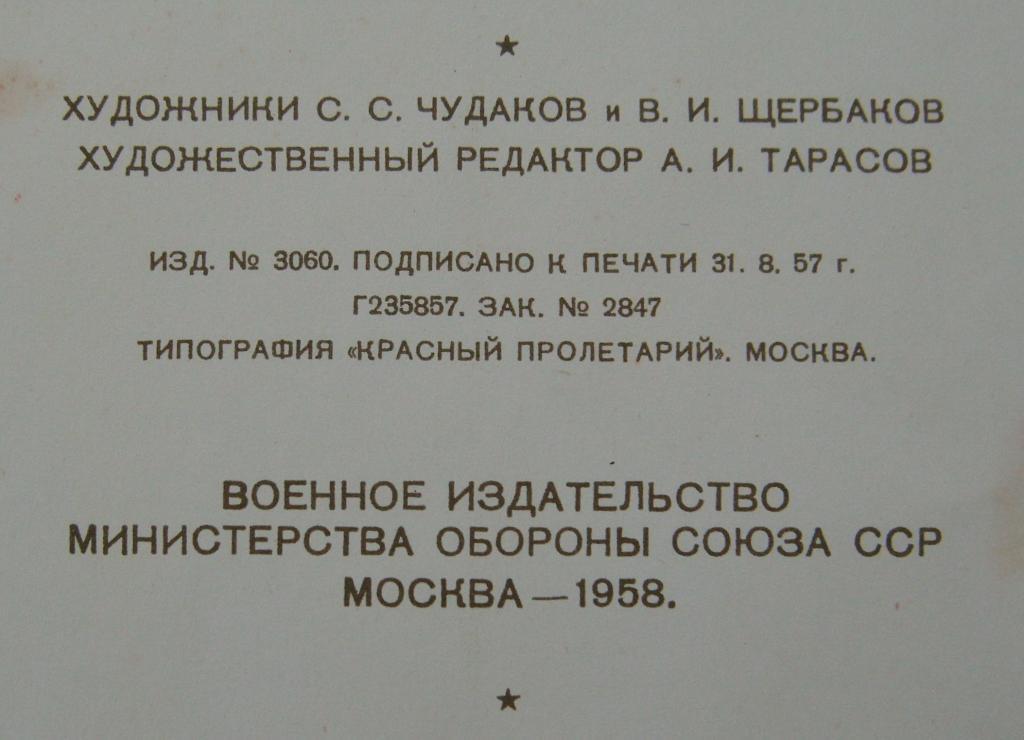 ХУДОЖНИКИ С. С. ЧУДАКОВ и В. И. ЩЕРБАКОВ
ХУДОЖЕСТВЕННЫЙ РЕДАКТОР А. И. ТАРАСОВ
ИЗД. № 3060. ПОДПИСАНО К ПЕЧАТИ 31. 8. 57 г.
Г235857. ЗАК. № 2847
ТИПОГРАФИЯ «КРАСНЫЙ ПРОЛЕТАРИЙ». МОСКВА.
ВОЕННОЕ ИЗДАТЕЛЬСТВО
МИНИСТЕРСТВА ОБОРОНЫ СОЮЗА ССР
МОСКВА — 1958.